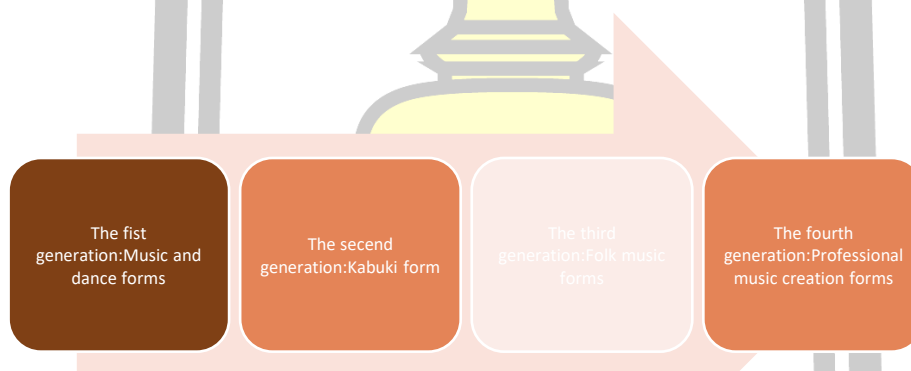 The fist
generation:Music and
dance forms
The secend
generation:Kabuki form
The third
generation:Folk music
forms
The fourth
generation:Professional
music creation forms